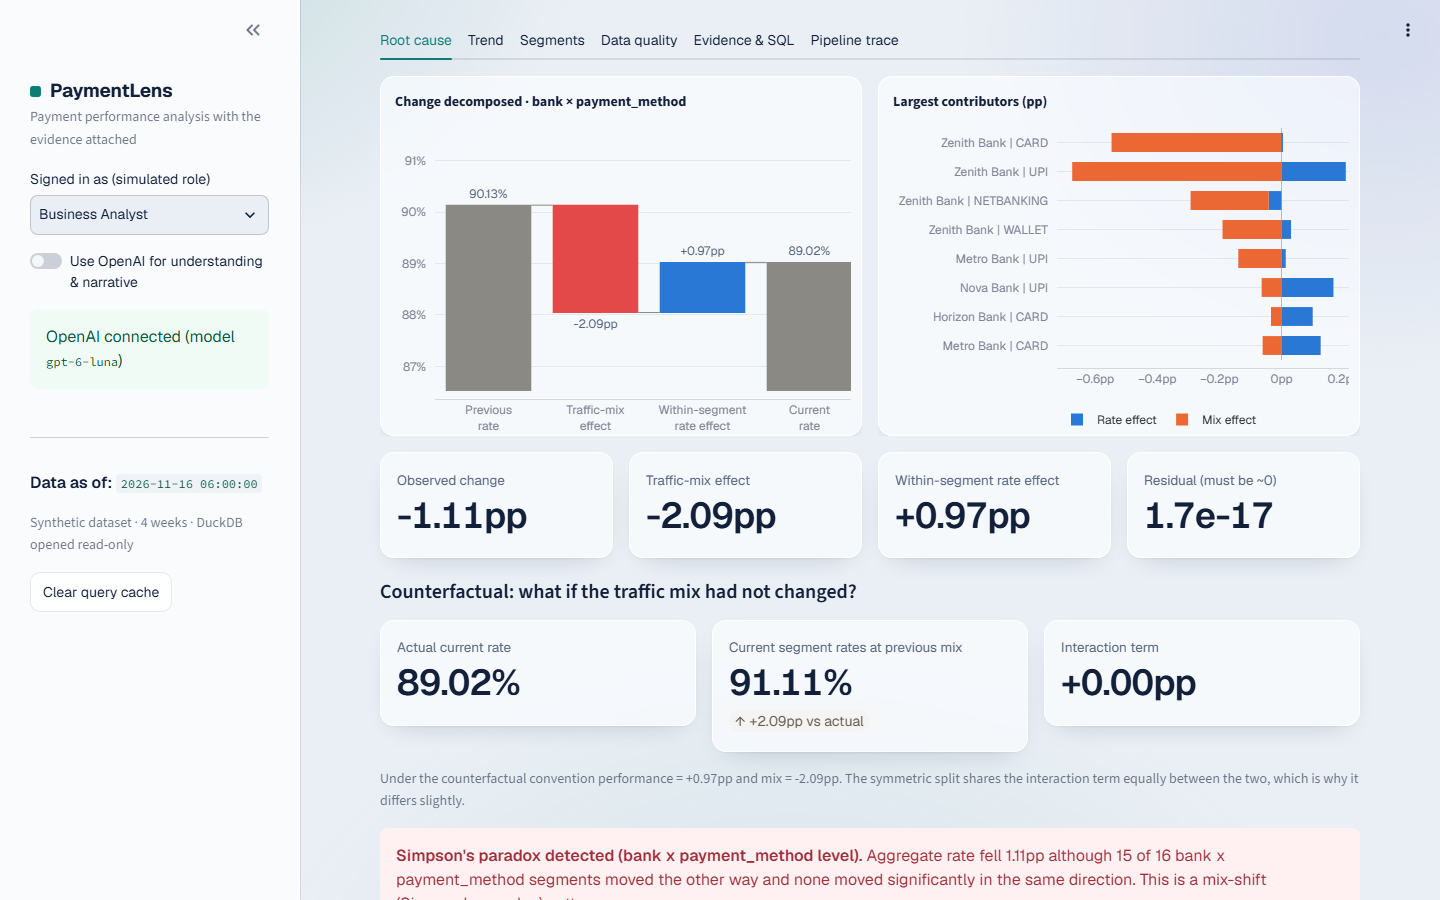 PaymentLens
Payment performance analysis with the
evidence attached
Signed in as (simulated role)
Business Analyst
Use OpenAI for understanding
& narrative
OpenAI connected (model
gpt-6-luna)
Data as of: 2026-11-16 06:00:00
Synthetic dataset · 4 weeks · DuckDB
opened read-only
Clear query cache
Root cause Trend Segments Data quality Evidence & SQL Pipeline trace
Change decomposed · bank × payment_method
91%
90%
89%
88%
87%
90.13%
-2.09pp
+0.97pp
89.02%
Previous
rate
Traffic-mix
effect
Within-segment
rate effect
Current
rate
Largest contributors (pp)
Zenith Bank | CARD
Zenith Bank | UPI
Zenith Bank | NETBANKING
Zenith Bank | WALLET
Metro Bank | UPI
Nova Bank | UPI
Horizon Bank | CARD
Metro Bank | CARD
−0.6pp −0.4pp −0.2pp 0pp 0.2p
Rate effect Mix effect
Observed change
-1.11pp
Traffic-mix effect
-2.09pp
Within-segment rate effect
+0.97pp
Residual (must be ~0)
1.7e-17
Counterfactual: what if the traffic mix had not changed?
Actual current rate
89.02%
Current segment rates at previous mix
91.11%
↑ +2.09pp vs actual
Interaction term
+0.00pp
Under the counterfactual convention performance = +0.97pp and mix = -2.09pp. The symmetric split shares the interaction term equally between the two, which is why it
differs slightly.
Simpson's paradox detected (bank x payment_method level). Aggregate rate fell 1.11pp although 15 of 16 bank x
payment_method segments moved the other way and none moved significantly in the same direction. This is a mix-shift